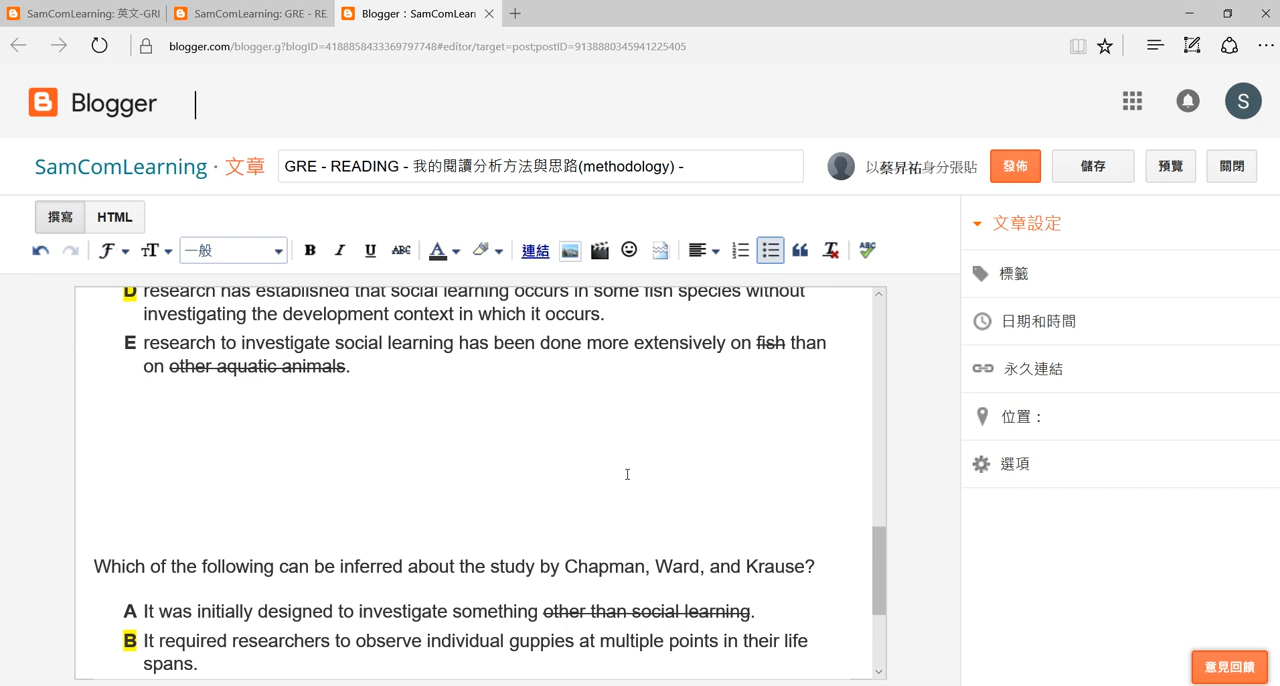 SamComLearning: 英文-GRI
SamComLearning: GRE - RE
Blogger：SamComLearn
blogger.com/blogger.g?blogID=4188858433369797748#editor/target=post;postID=9138880345941225405
Blogger
S
SamComLearning · 文章
GRE - READING - 我的閱讀分析方法與思路(methodology) -
以蔡昇祐身分張貼
發佈
儲存
預覽
關閉
撰寫
HTML
一般
連結
ABC
文章設定
標籤
日期和時間
永久連結
位置：
選項
D research has established that social learning occurs in some fish species without
investigating the development context in which it occurs.
E research to investigate social learning has been done more extensively on fish than
on other aquatic animals.
Which of the following can be inferred about the study by Chapman, Ward, and Krause?
A It was initially designed to investigate something other than social learning.
B It required researchers to observe individual guppies at multiple points in their life
spans.
意見回饋